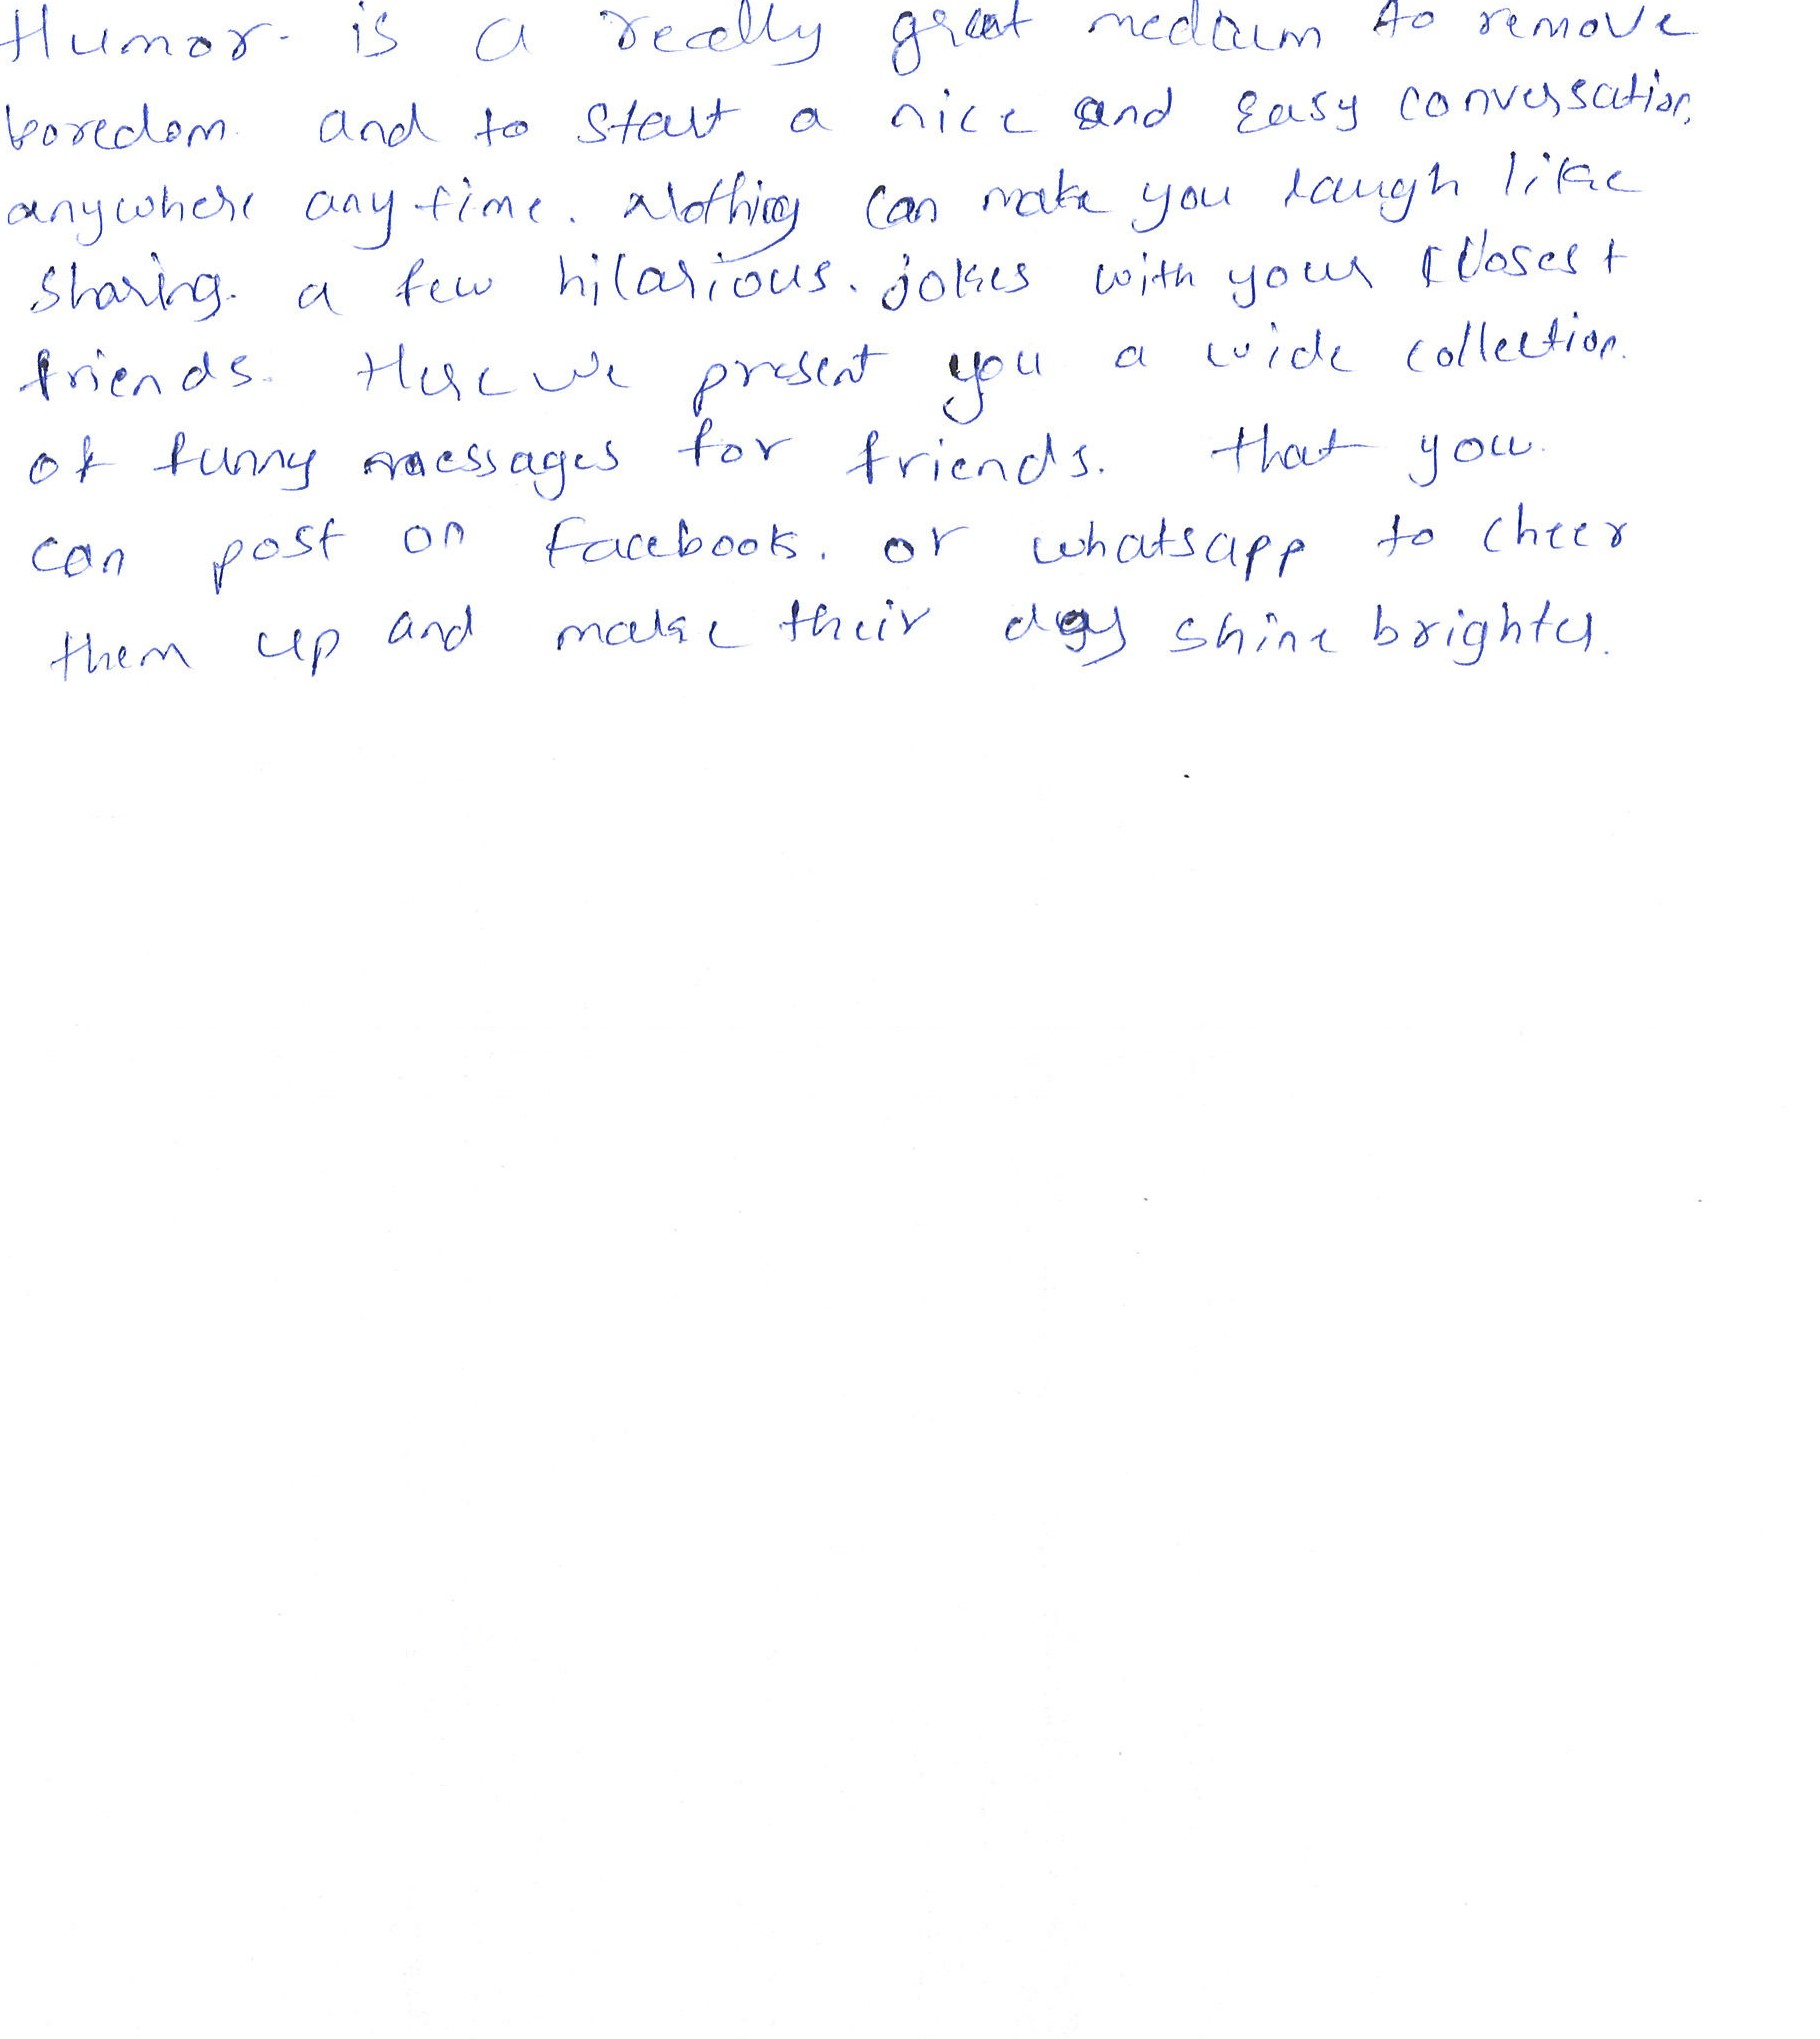 Humor. is a really great medium to remove
boredom. and to start a nice and easy conversation,
anywhere any time. Nothing can make you laugh like
sharing. a few hilarious. jokes with your closest
friends. Here we present you a wide collection.
of funny messages for friends. that you.
can post on facebook. or whatsapp to cheer
them up and make their day shine brighter.